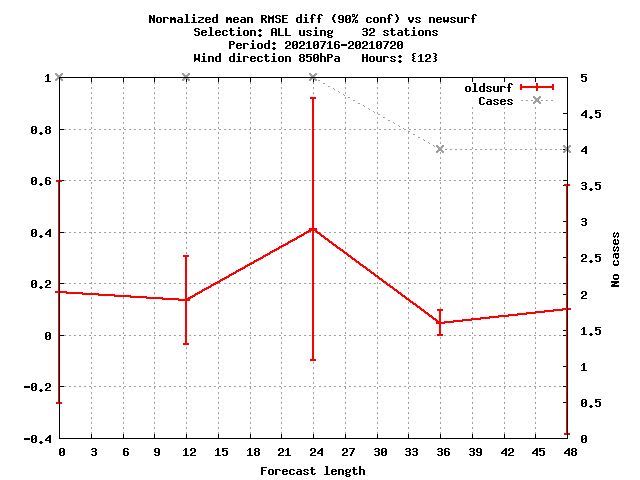 Normalized mean RMSE diff (90% conf) vs newsurf
Selection: ALL using    32 stations
Period: 20210716-20210720
Wind direction 850hPa   Hours: {12}
oldsurf
Cases
1
0.8
0.6
0.4
0.2
0
-0.2
-0.4
5
4.5
4
3.5
3
2.5
2
1.5
1
0.5
0
No cases
0 3 6 9 12 15 18 21 24 27 30 33 36 39 42 45 48
Forecast length